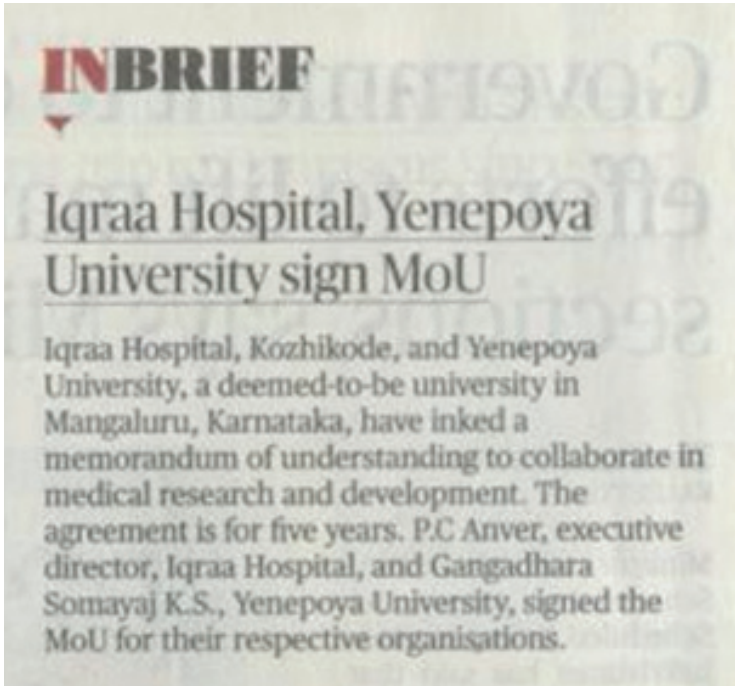 INBRIEF
Iqraa Hospital, Yenepoya
University sign MoU
Iqraa Hospital, Kozhikode, and Yenepoya
University, a deemed-to-be university in
Mangaluru, Karnataka, have inked a
memorandum of understanding to collaborate in
medical research and development. The
agreement is for five years. P.C Anver, executive
director, Iqraa Hospital, and Gangadhara
Somayaj K.S., Yenepoya University, signed the
MoU for their respective organisations.